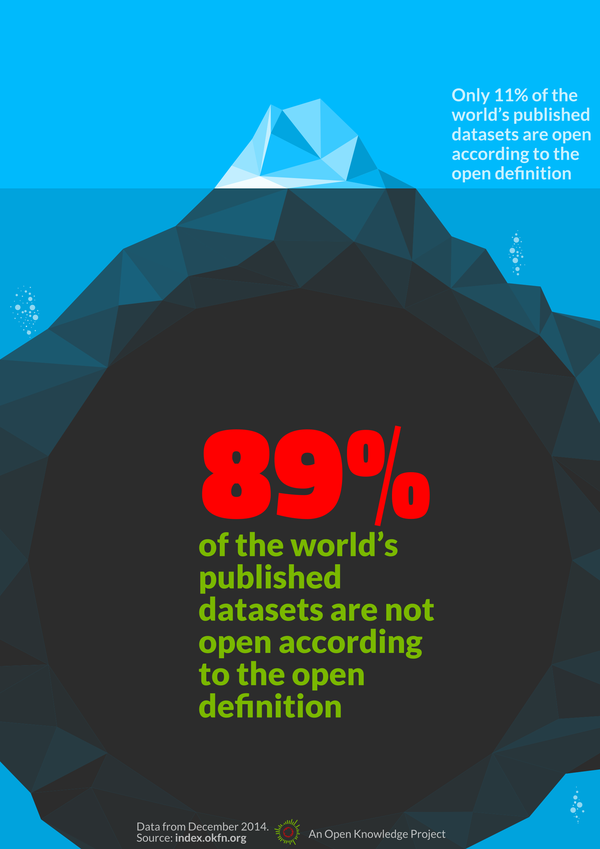 Only 11% of the
world’s published
datasets are open
according to the
open definition
89%
of the world’s
published
datasets are not
open according
to the open
definition
Data from December 2014.
Source: index.okfn.org
An Open Knowledge Project